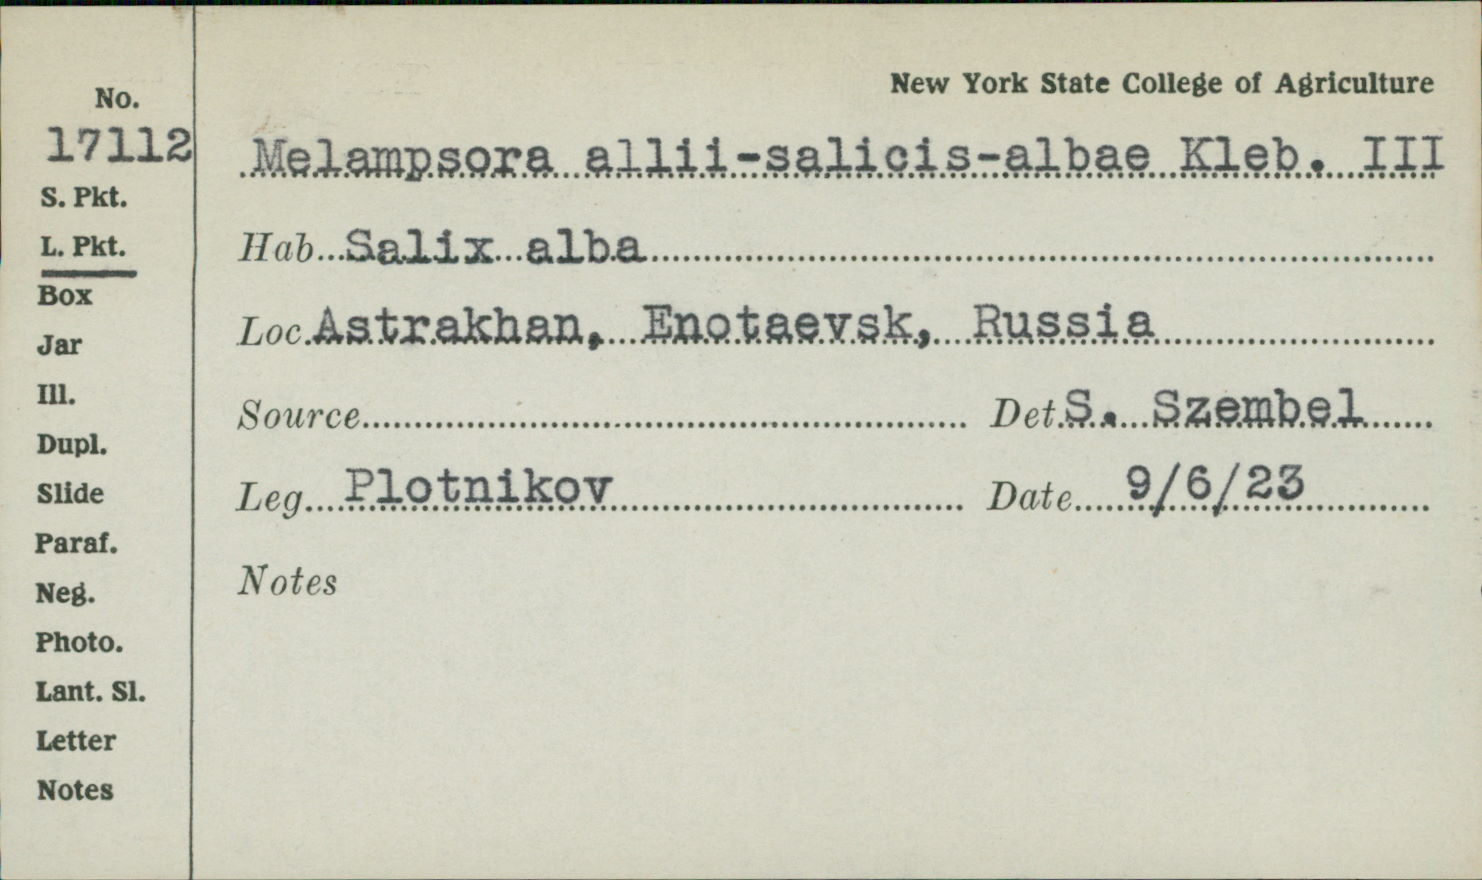 New York State College of Agriculture
No.
17112
S. Pkt.
L. Pkt.
Box
Jar
Ill.
Dupl.
Slide
Paraf.
Neg.
Photo.
Lant. Sl.
Letter
Notes
Melampsora allii-salicis-albae Kleb. III
Hab Salix alba
Loc. Astrakhan, Enotaevsk, Russia
Source Det. S. Szembel
Leg Plotnikov Date 9/6/23
Notes